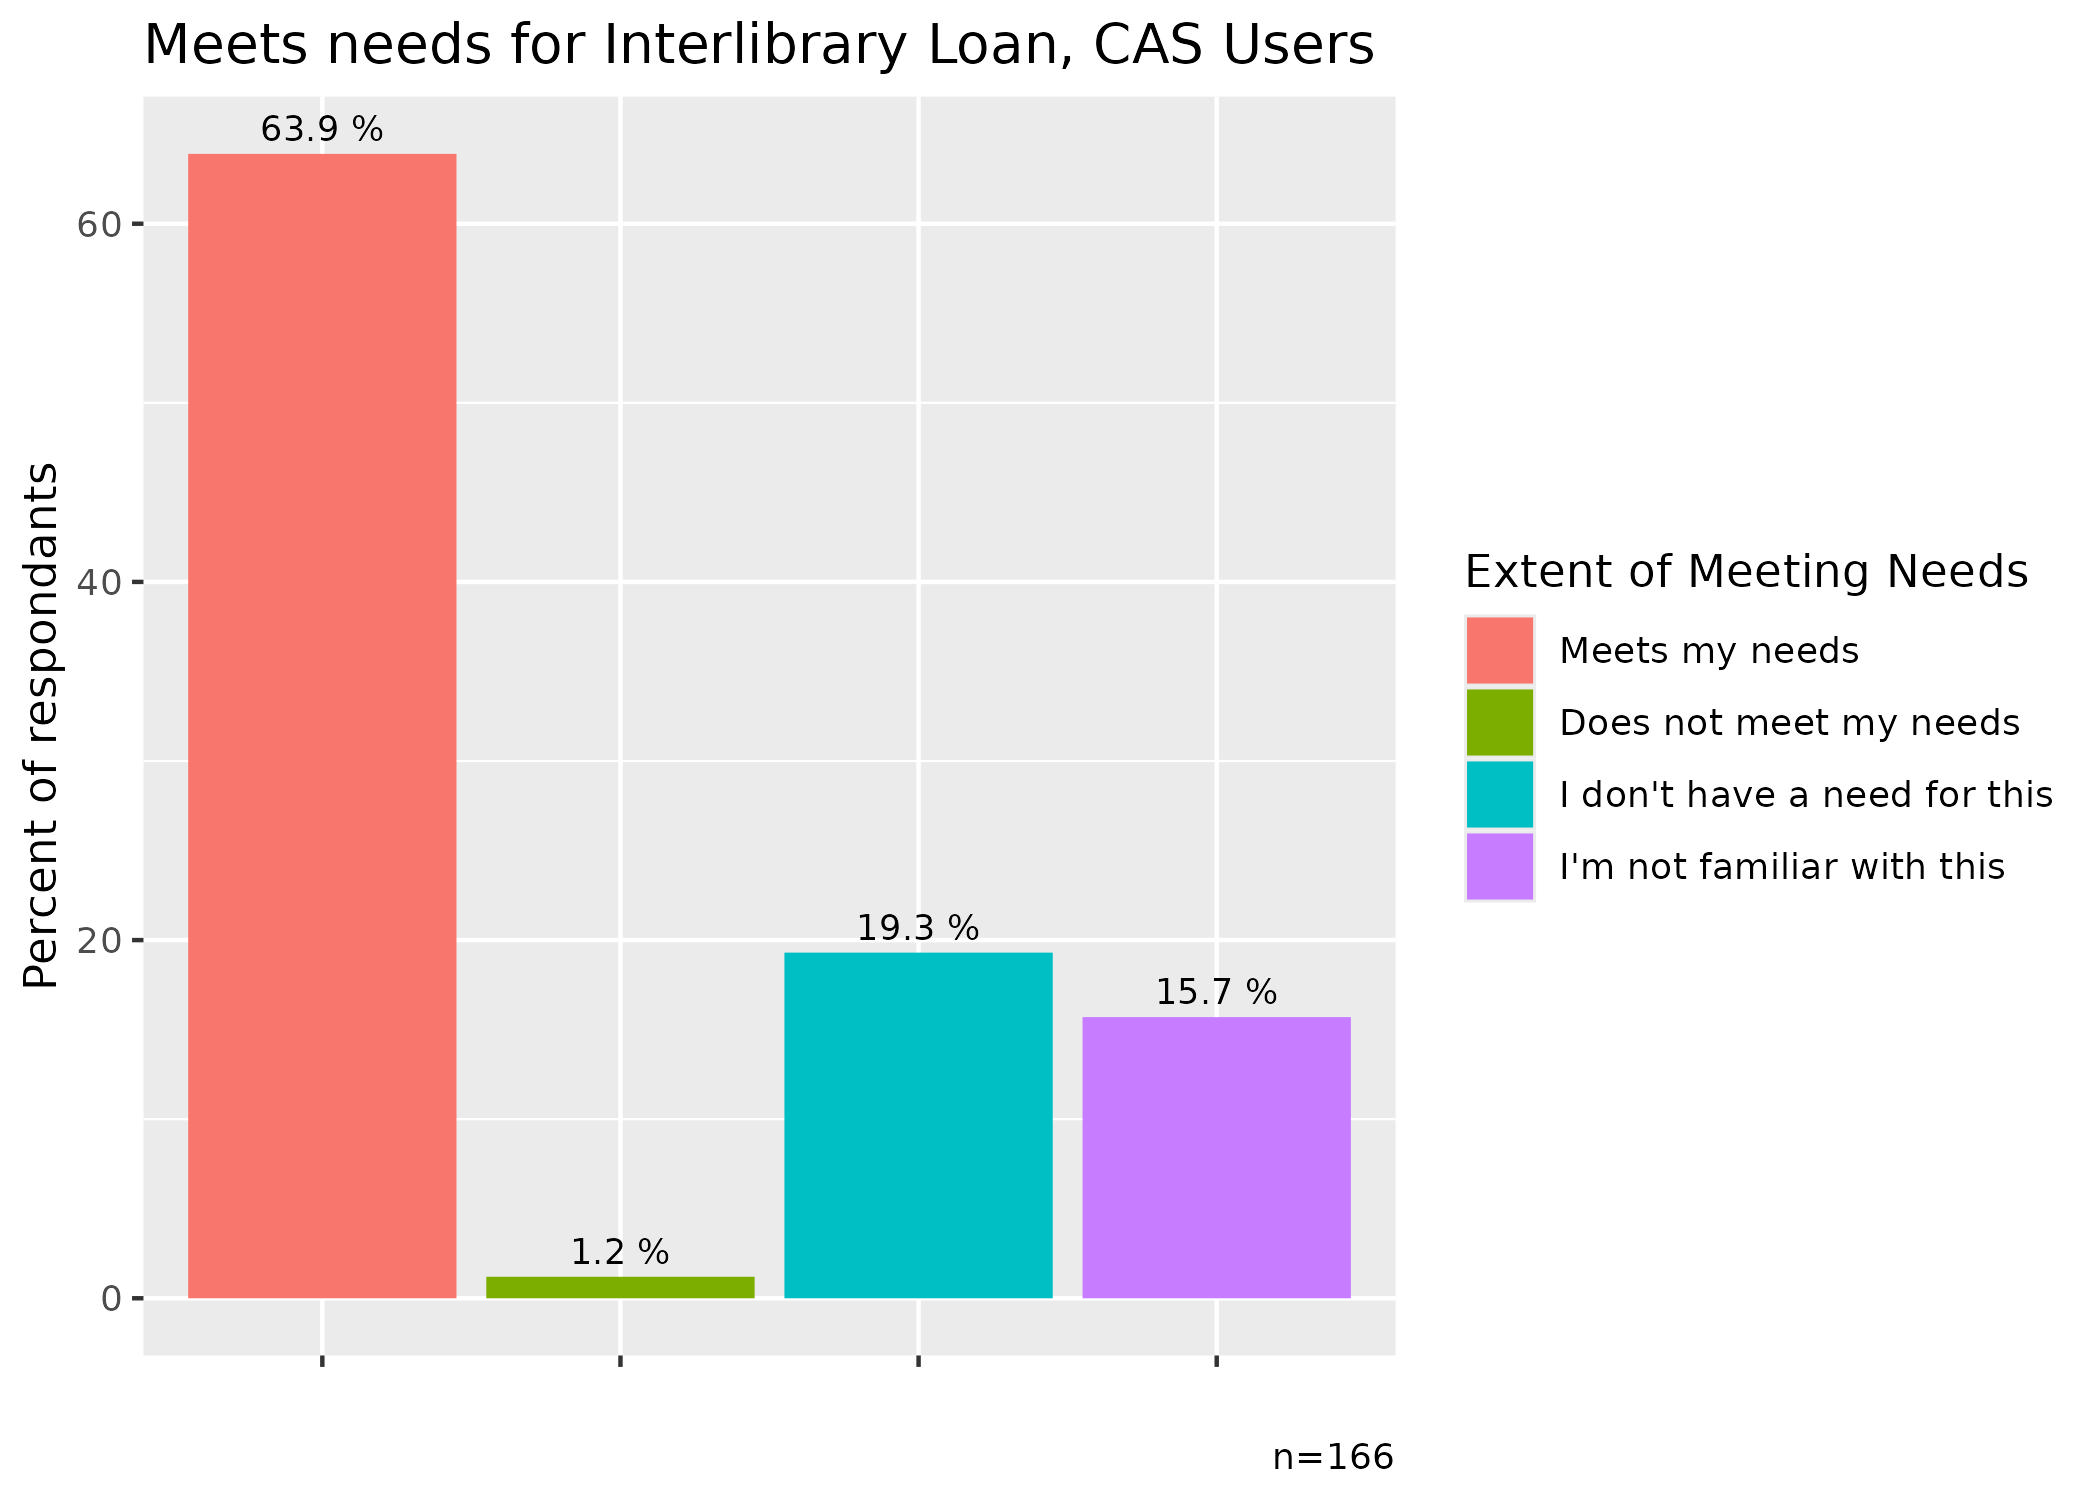 Meets needs for Interlibrary Loan, CAS Users
63.9 %
60
40
20
0
Percent of respondants
1.2 %
19.3 %
15.7 %
Extent of Meeting Needs
Meets my needs
Does not meet my needs
I don't have a need for this
I'm not familiar with this
n=166